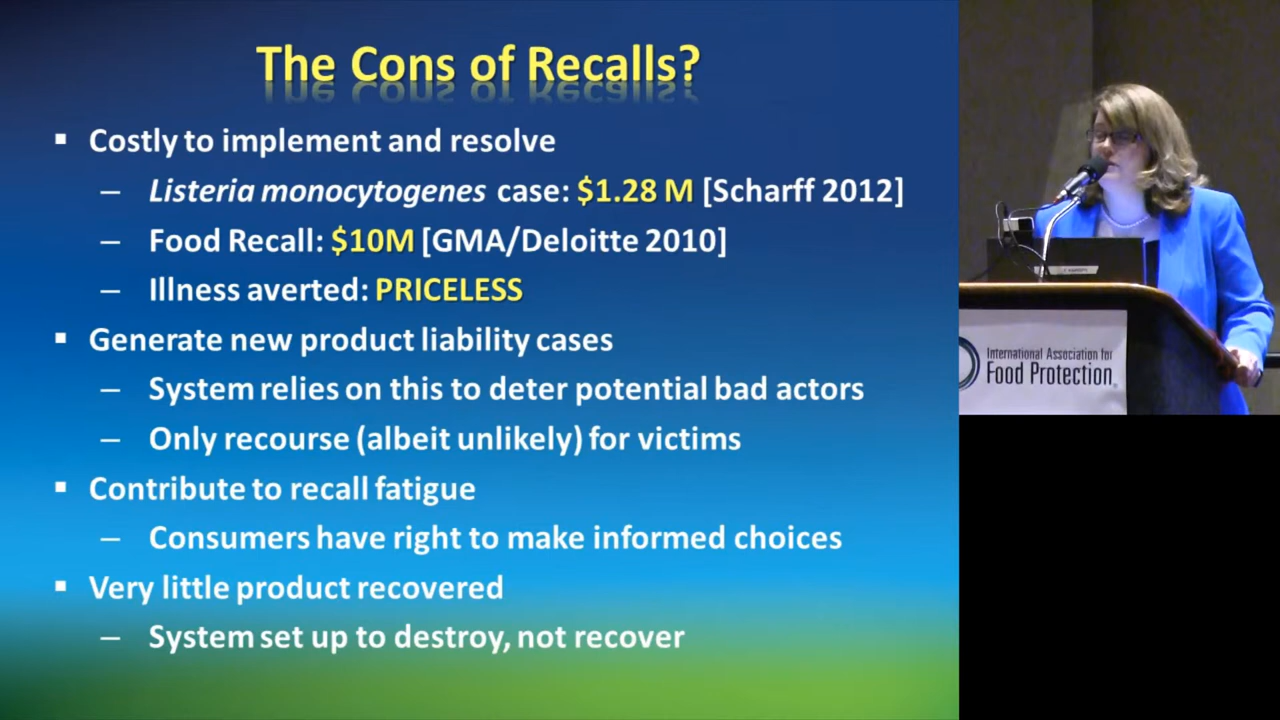 The Cons of Recalls?
▪ Costly to implement and resolve
– Listeria monocytogenes case: $1.28 M [Scharff 2012]
– Food Recall: $10M [GMA/Deloitte 2010]
– Illness averted: PRICELESS
▪ Generate new product liability cases
– System relies on this to deter potential bad actors
– Only recourse (albeit unlikely) for victims
▪ Contribute to recall fatigue
– Consumers have right to make informed choices
▪ Very little product recovered
– System set up to destroy, not recover
International Association for
Food Protection®